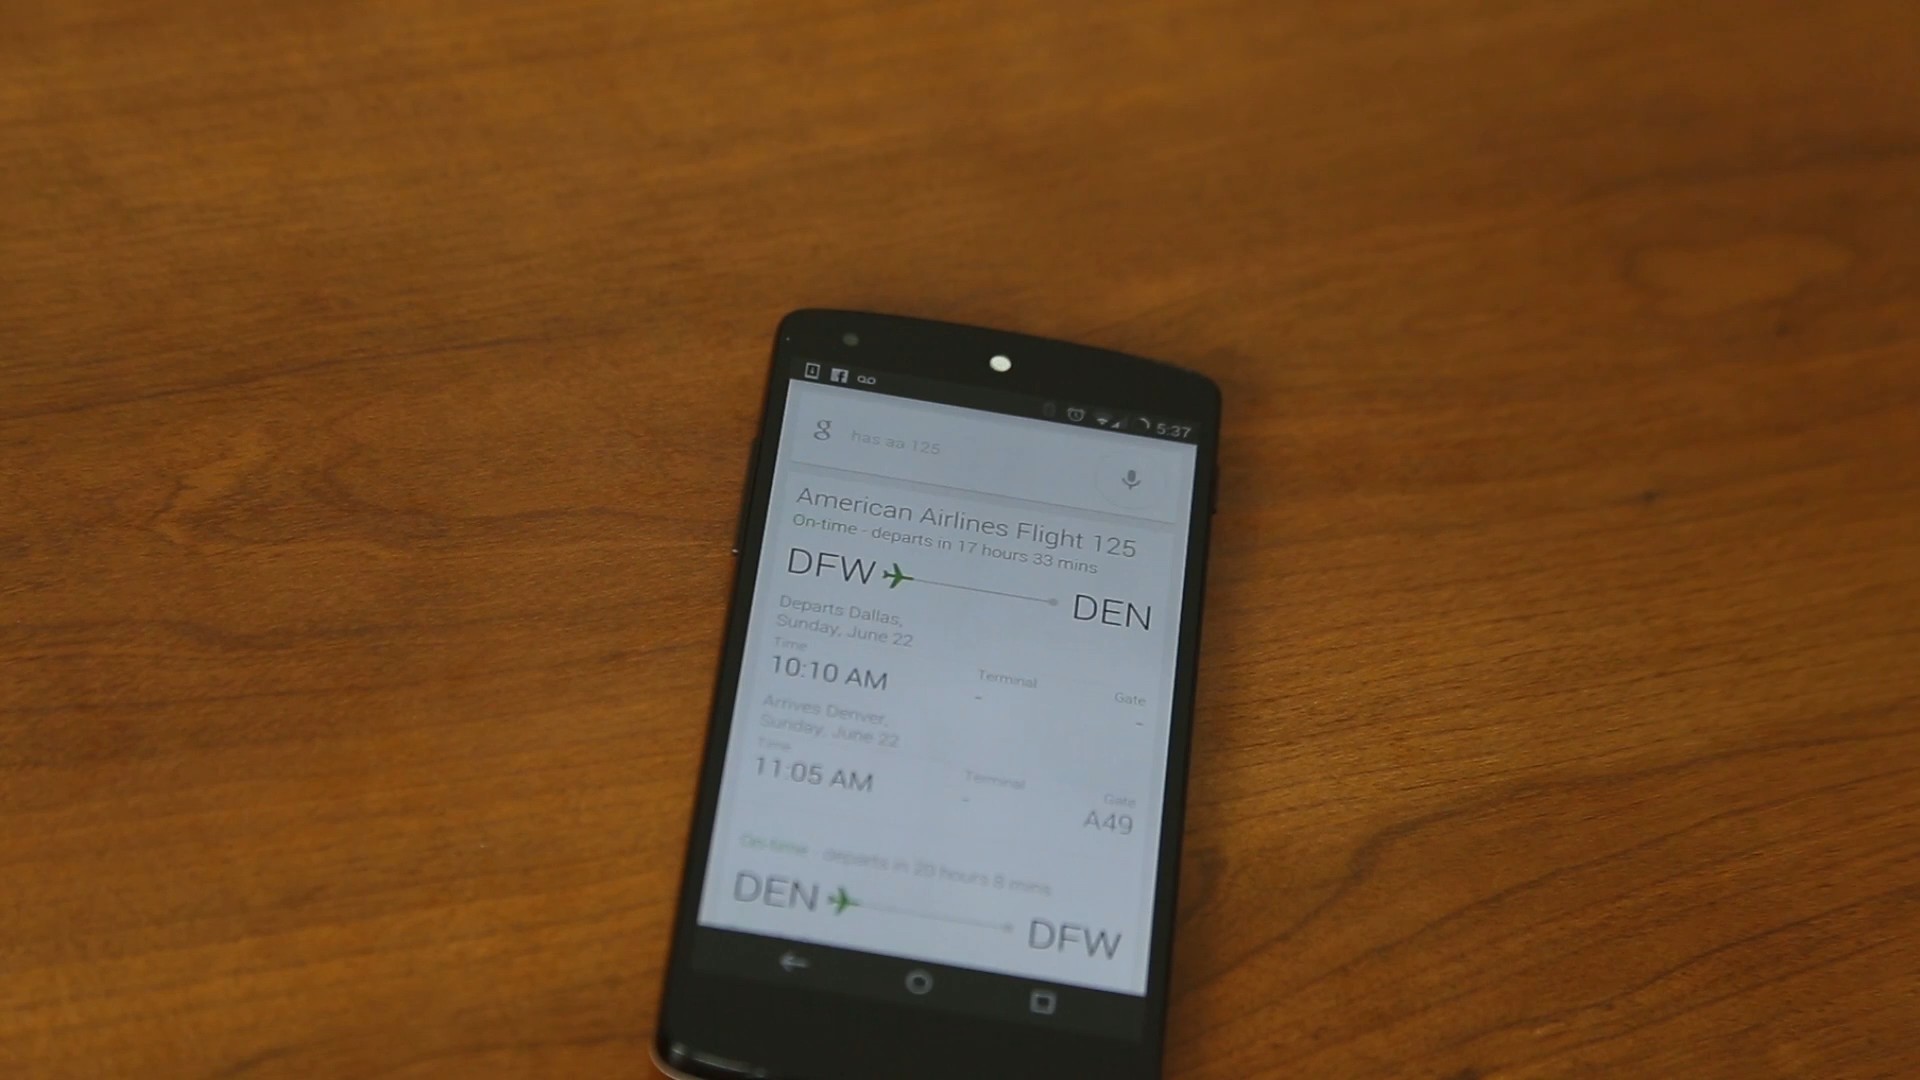 5:37
g has aa 125
American Airlines Flight 125
On-time - departs in 17 hours 33 mins
DFW DEN
Departs Dallas,
Sunday, June 22
Time Terminal Gate
10:10 AM - -
Arrives Denver,
Sunday, June 22
Time Terminal Gate
11:05 AM - A49
On-time - departs in 20 hours 8 mins
DEN DFW